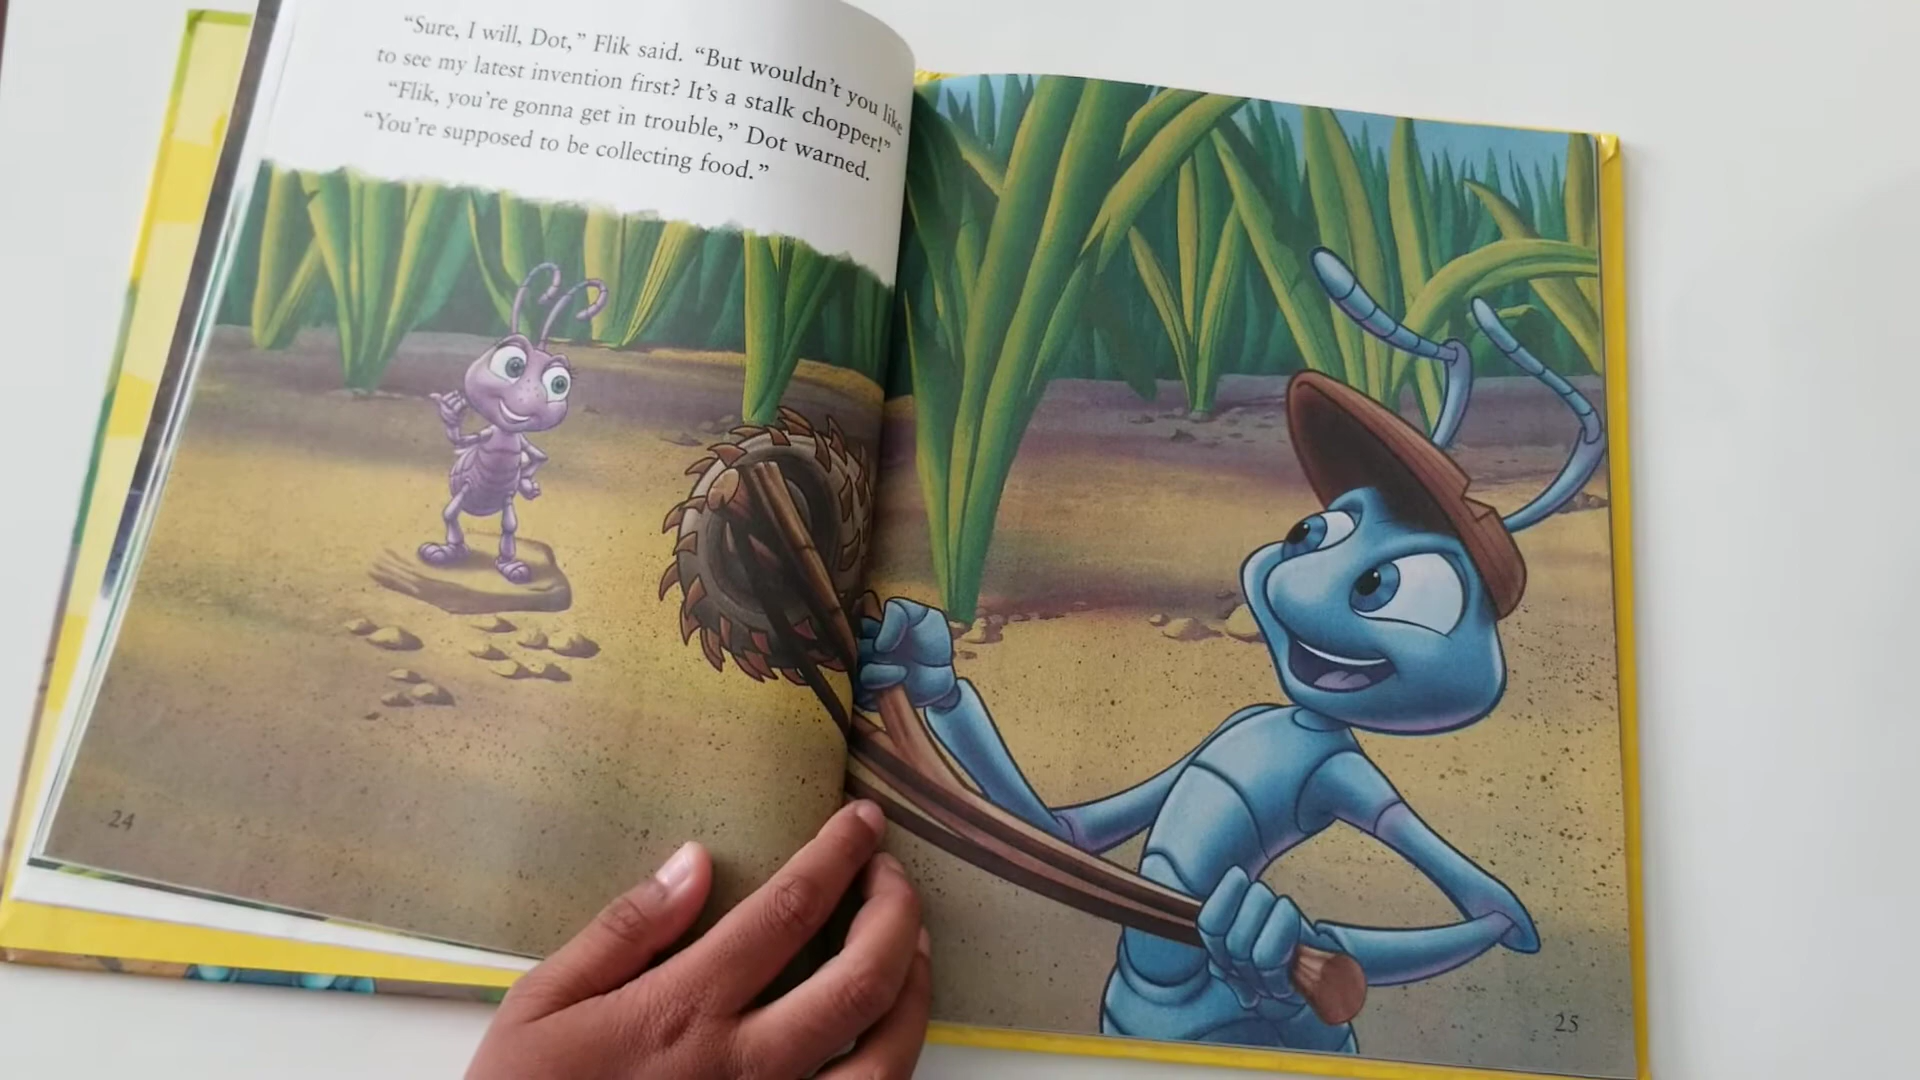 “Sure, I will, Dot,” Flik said. “But wouldn’t you like
to see my latest invention first? It’s a stalk chopper!”
“Flik, you’re gonna get in trouble,” Dot warned.
“You’re supposed to be collecting food.”
24
25